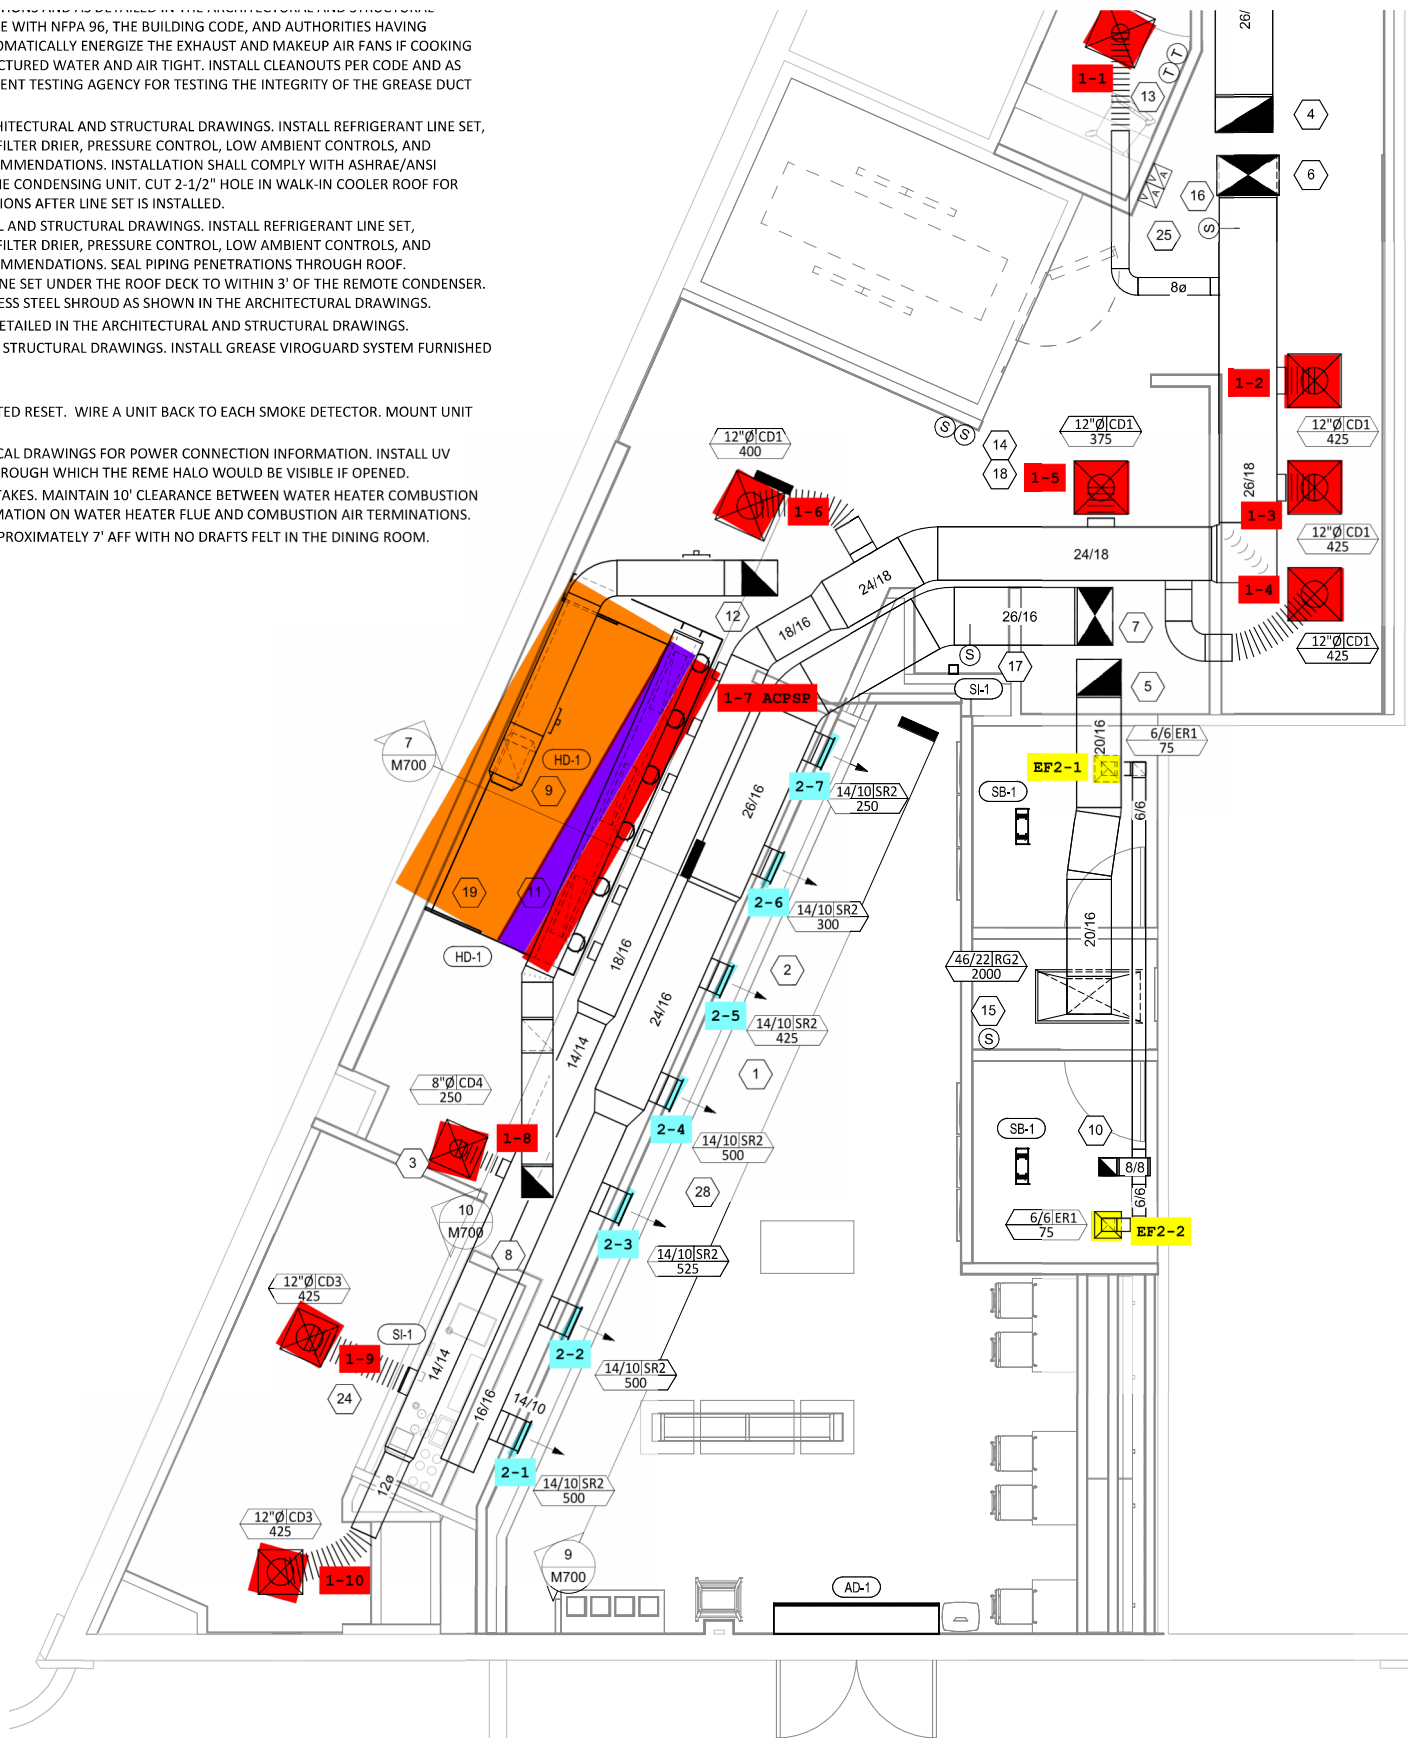 E WITH NFPA 96, THE BUILDING CODE, AND AUTHORITIES HAVING
OMATICALLY ENERGIZE THE EXHAUST AND MAKEUP AIR FANS IF COOKING
CTURED WATER AND AIR TIGHT. INSTALL CLEANOUTS PER CODE AND AS
ENT TESTING AGENCY FOR TESTING THE INTEGRITY OF THE GREASE DUCT
HITECTURAL AND STRUCTURAL DRAWINGS. INSTALL REFRIGERANT LINE SET,
FILTER DRIER, PRESSURE CONTROL, LOW AMBIENT CONTROLS, AND
MMENDATIONS. INSTALLATION SHALL COMPLY WITH ASHRAE/ANSI
HE CONDENSING UNIT. CUT 2-1/2" HOLE IN WALK-IN COOLER ROOF FOR
IONS AFTER LINE SET IS INSTALLED.
L AND STRUCTURAL DRAWINGS. INSTALL REFRIGERANT LINE SET,
FILTER DRIER, PRESSURE CONTROL, LOW AMBIENT CONTROLS, AND
MMENDATIONS. SEAL PIPING PENETRATIONS THROUGH ROOF.
NE SET UNDER THE ROOF DECK TO WITHIN 3' OF THE REMOTE CONDENSER.
ESS STEEL SHROUD AS SHOWN IN THE ARCHITECTURAL DRAWINGS.
ETAILED IN THE ARCHITECTURAL AND STRUCTURAL DRAWINGS.
STRUCTURAL DRAWINGS. INSTALL GREASE VIROGUARD SYSTEM FURNISHED
TED RESET. WIRE A UNIT BACK TO EACH SMOKE DETECTOR. MOUNT UNIT
CAL DRAWINGS FOR POWER CONNECTION INFORMATION. INSTALL UV
ROUGH WHICH THE REME HALO WOULD BE VISIBLE IF OPENED.
TAKES. MAINTAIN 10' CLEARANCE BETWEEN WATER HEATER COMBUSTION
MATION ON WATER HEATER FLUE AND COMBUSTION AIR TERMINATIONS.
PROXIMATELY 7' AFF WITH NO DRAFTS FELT IN THE DINING ROOM.
26/
1-1
T
T
13
4
6
16
V
V
A
A
S
25
8ø
1-2
12"Ø CD1
425
12"Ø CD1
375
12"Ø CD1
400
S
S
14
18
1-5
26/18
1-3
12"Ø CD1
425
1-6
24/18
24/18
1-4
12"Ø CD1
425
18/16
12
26/16
7
S
17
SI-1
5
1-7 ACPSP
20/16
6/6 ER1
75
7
M700
HD-1
9
EF2-1
2-7
14/10 SR2
250
26/16
SB-1
6/6
19
11
2-6
14/10 SR2
300
20/16
HD-1
18/16
2
46/22 RG2
2000
24/16
2-5
14/10 SR2
425
15
S
14/14
1
8"Ø CD4
250
2-4
14/10 SR2
500
1-8
SB-1
10
3
8/8
28
6/6
10
M700
8
2-3
14/10 SR2
525
6/6 ER1
75
EF2-2
12"Ø CD3
425
SI-1
1-9
14/14
2-2
14/10 SR2
500
24
16/16
14/10
2-1
14/10 SR2
500
12ø
12"Ø CD3
425
1-10
9
M700
AD-1